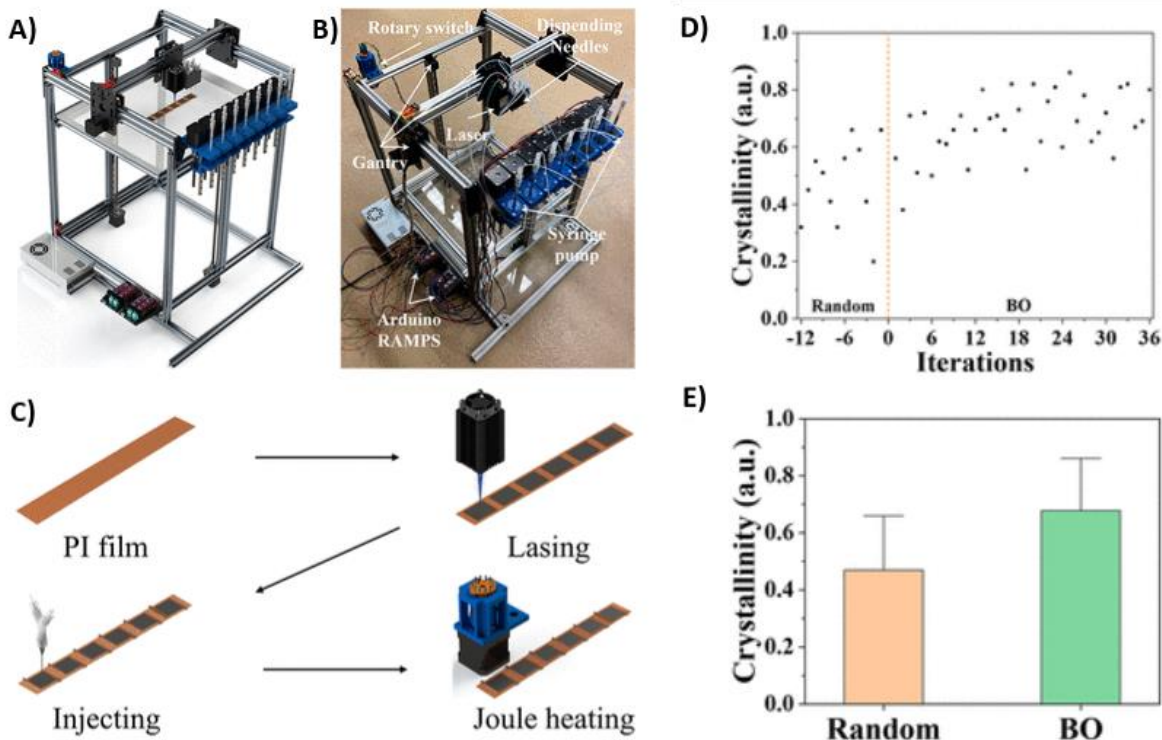 A)
B)
Rotary switch
Dispending
Needles
Laser
Gantry
Syringe
pump
Arduino
RAMPS
C)
PI film
Lasing
Injecting
Joule heating
D)
Crystallinity (a.u.)
1.0
0.8
0.6
0.4
0.2
0.0
Random
BO
-12 -6 0 6 12 18 24 30 36
Iterations
E)
Crystallinity (a.u.)
1.0
0.8
0.6
0.4
0.2
0.0
Random BO